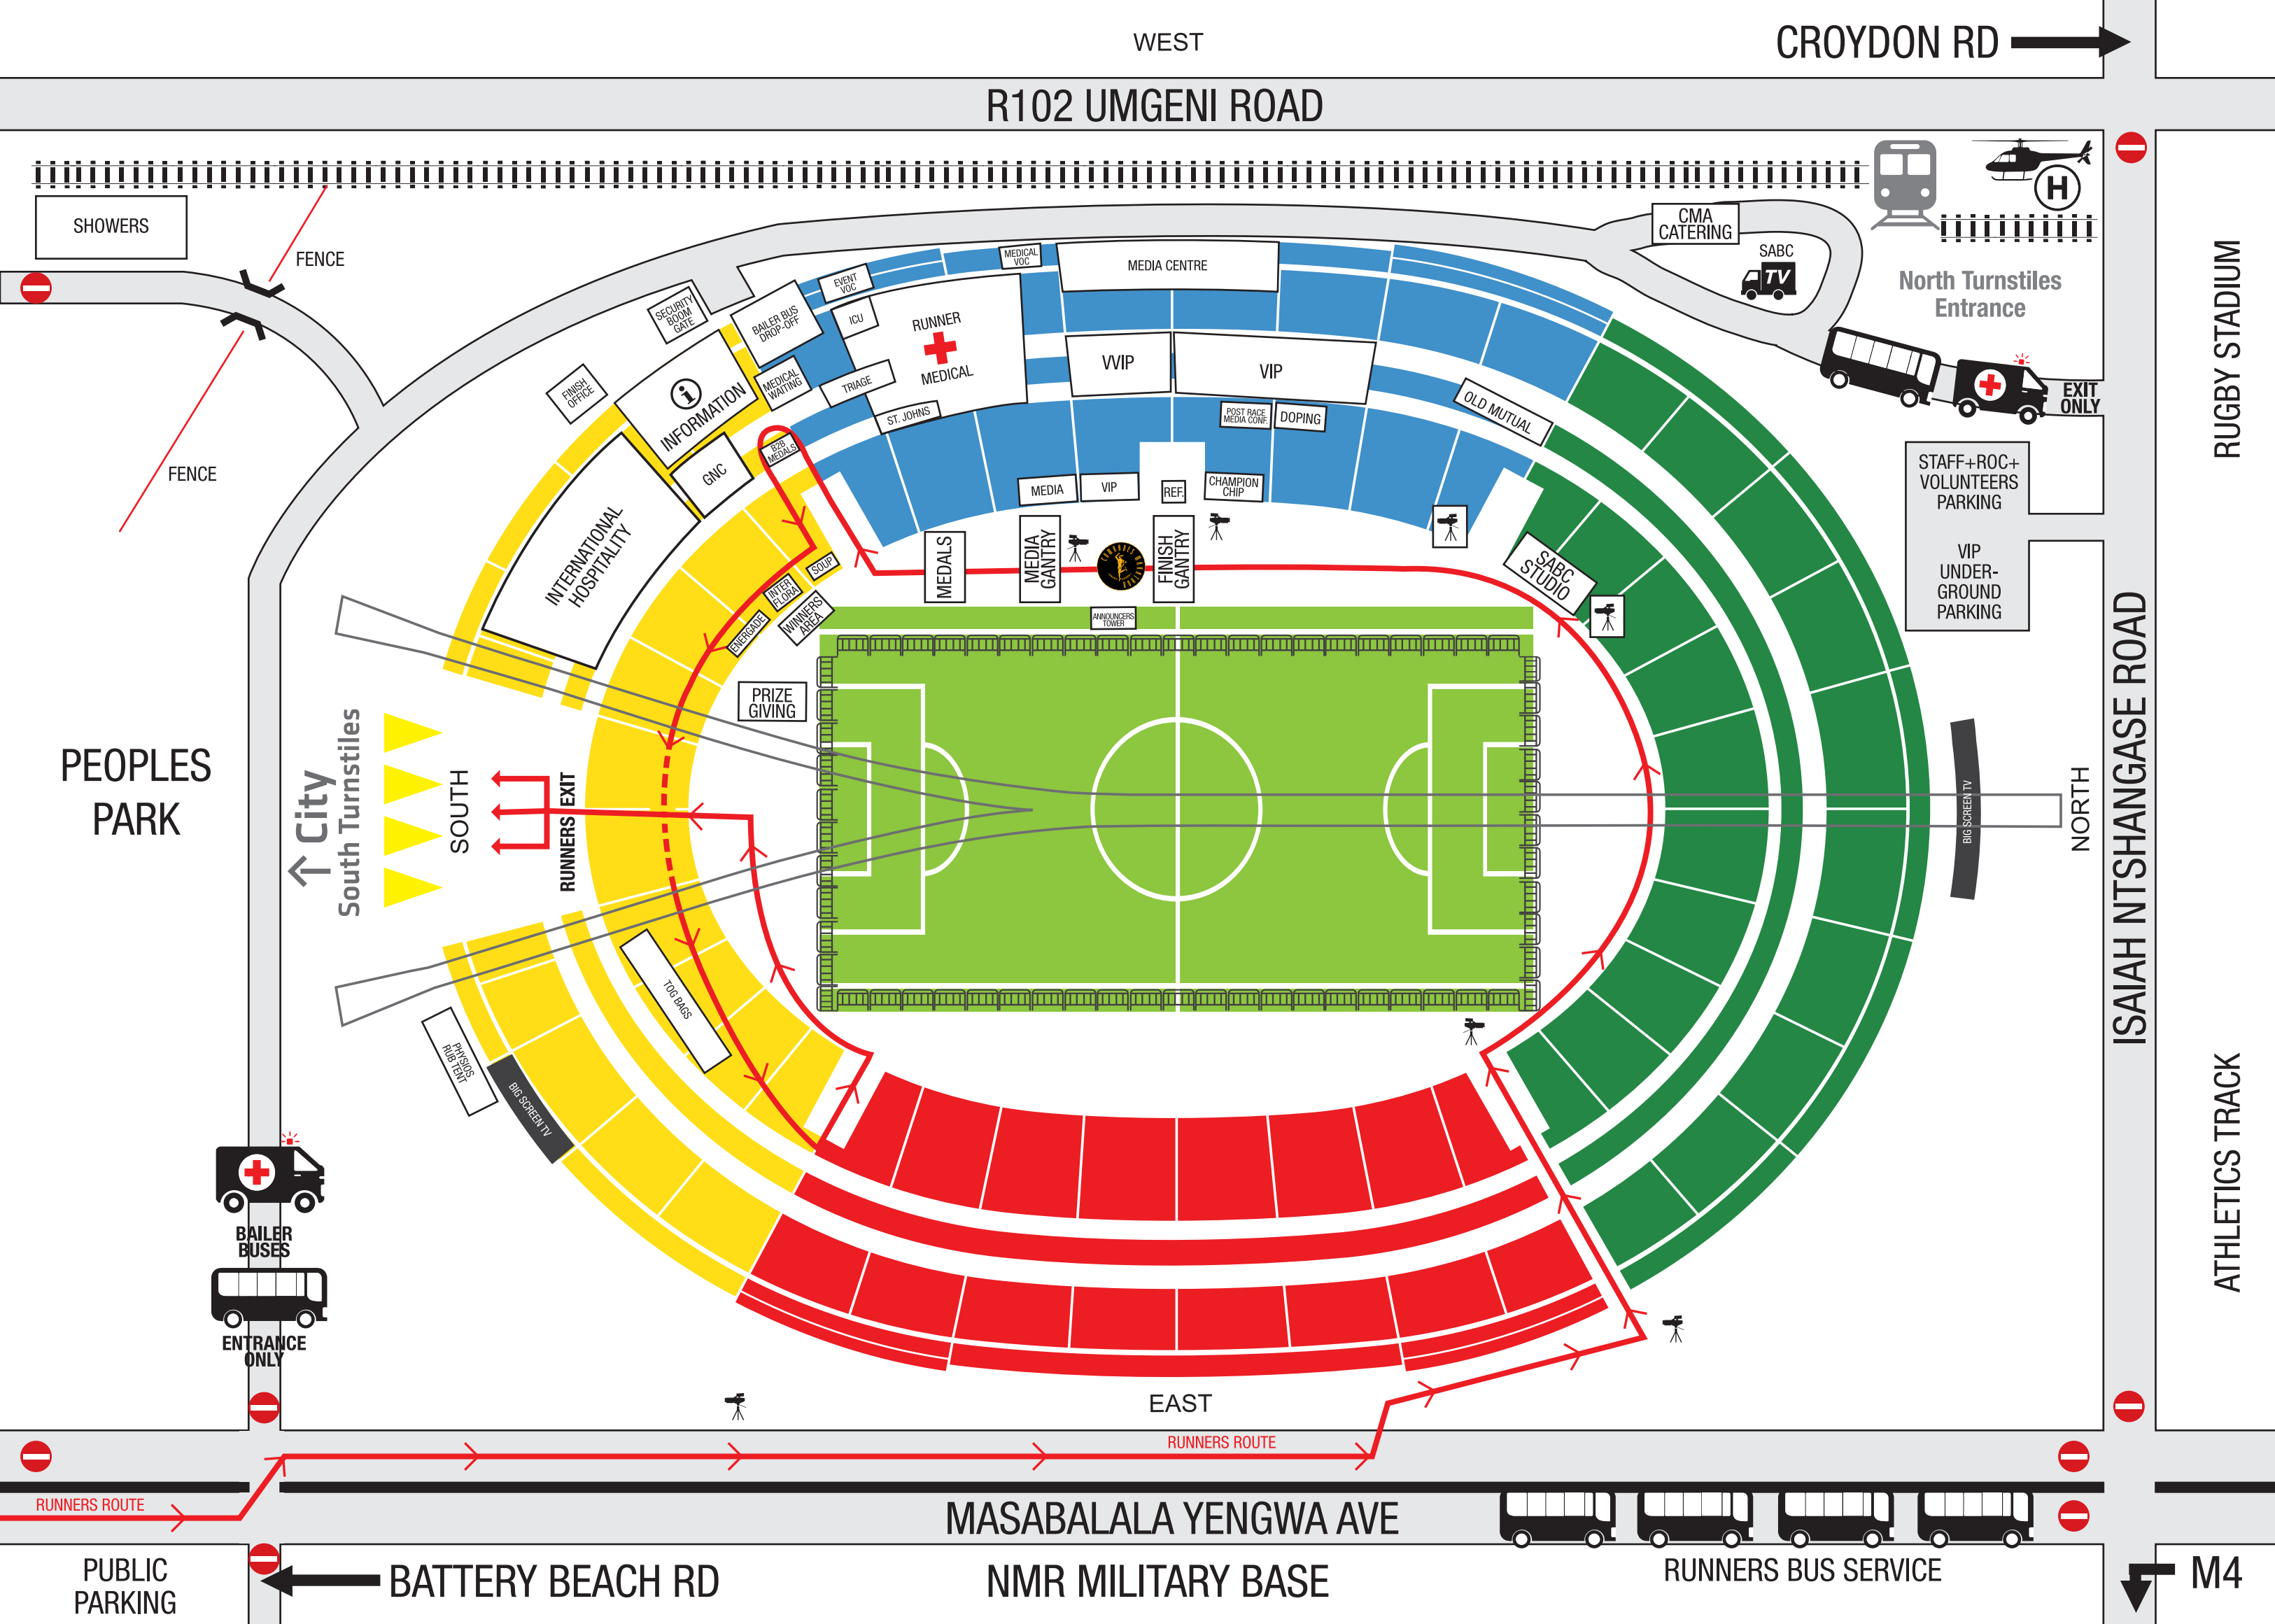 WEST
CROYDON RD
R102 UMGENI ROAD
SHOWERS
FENCE
FENCE
H
CMA
CATERING
SABC
TV
North Turnstiles
Entrance
EXIT
ONLY
RUGBY STADIUM
STAFF+ROC+
VOLUNTEERS
PARKING
VIP
UNDER-
GROUND
PARKING
SECURITY
BOOM
GATE
BAILER BUS
DROP-OFF
EVENT
VOC
MEDICAL
VOC
MEDIA CENTRE
ICU
RUNNER
MEDICAL
VVIP
VIP
FINISH
OFFICE
i
INFORMATION
MEDICAL
WAITING
TRIAGE
ST. JOHNS
POST RACE
MEDIA CONF.
DOPING
OLD MUTUAL
GNC
B2B
MEDALS
INTERNATIONAL
HOSPITALITY
MEDIA
VIP
REF.
CHAMPION
CHIP
MEDALS
MEDIA
GANTRY
FINISH
GANTRY
SABC
STUDIO
SOUP
INTER
FLORA
WINNERS
AREA
ENERGADE
ANNOUNCERS
TOWER
PRIZE
GIVING
PEOPLES
PARK
City
South Turnstiles
SOUTH
RUNNERS EXIT
BIG SCREEN TV
NORTH
ISAIAH NTSHANGASE ROAD
ATHLETICS TRACK
TOG BAGS
PHYSIOS
RUB TENT
BIG SCREEN TV
BAILER
BUSES
ENTRANCE
ONLY
EAST
RUNNERS ROUTE
RUNNERS ROUTE
MASABALALA YENGWA AVE
PUBLIC
PARKING
BATTERY BEACH RD
NMR MILITARY BASE
RUNNERS BUS SERVICE
M4